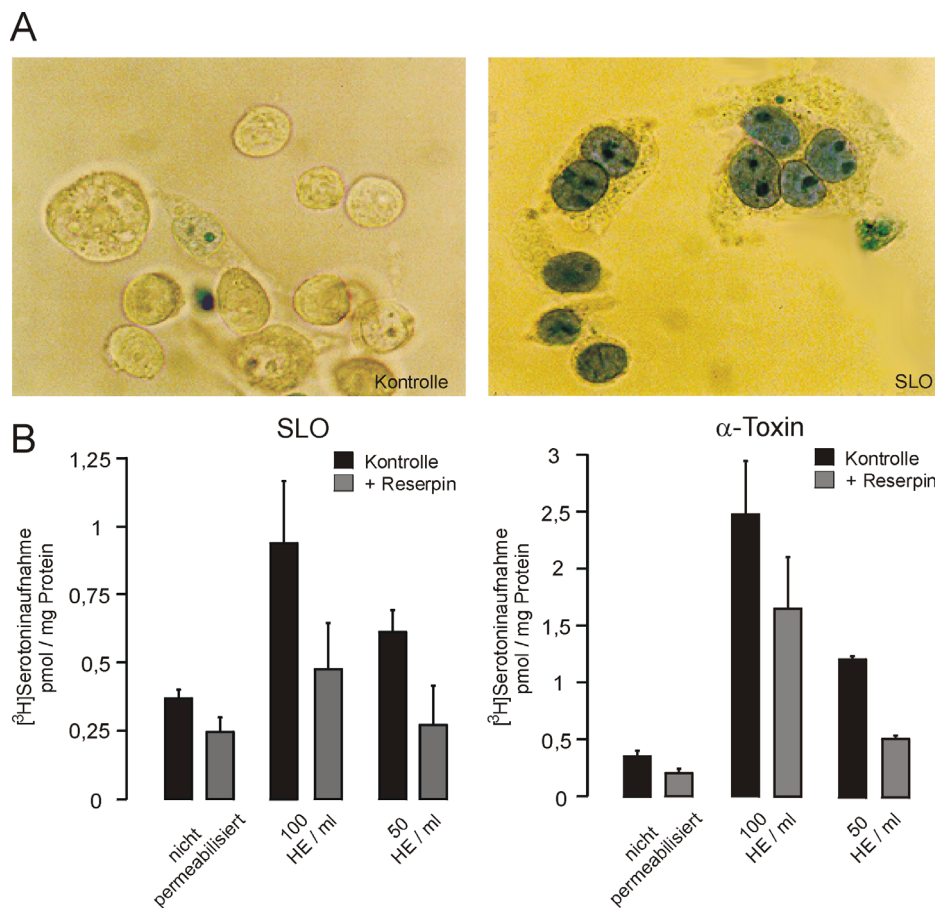 A
Kontrolle
SLO
B
SLO
Kontrolle
+ Reserpin
[³H]Serotoninaufnahme
pmol / mg Protein
1,25
1
0,75
0,5
0,25
0
nicht
permeabilisiert
100
HE / ml
50
HE / ml
α-Toxin
Kontrolle
+ Reserpin
[³H]Serotoninaufnahme
pmol / mg Protein
3
2,5
2
1,5
1
0,5
0
nicht
permeabilisiert
100
HE / ml
50
HE / ml